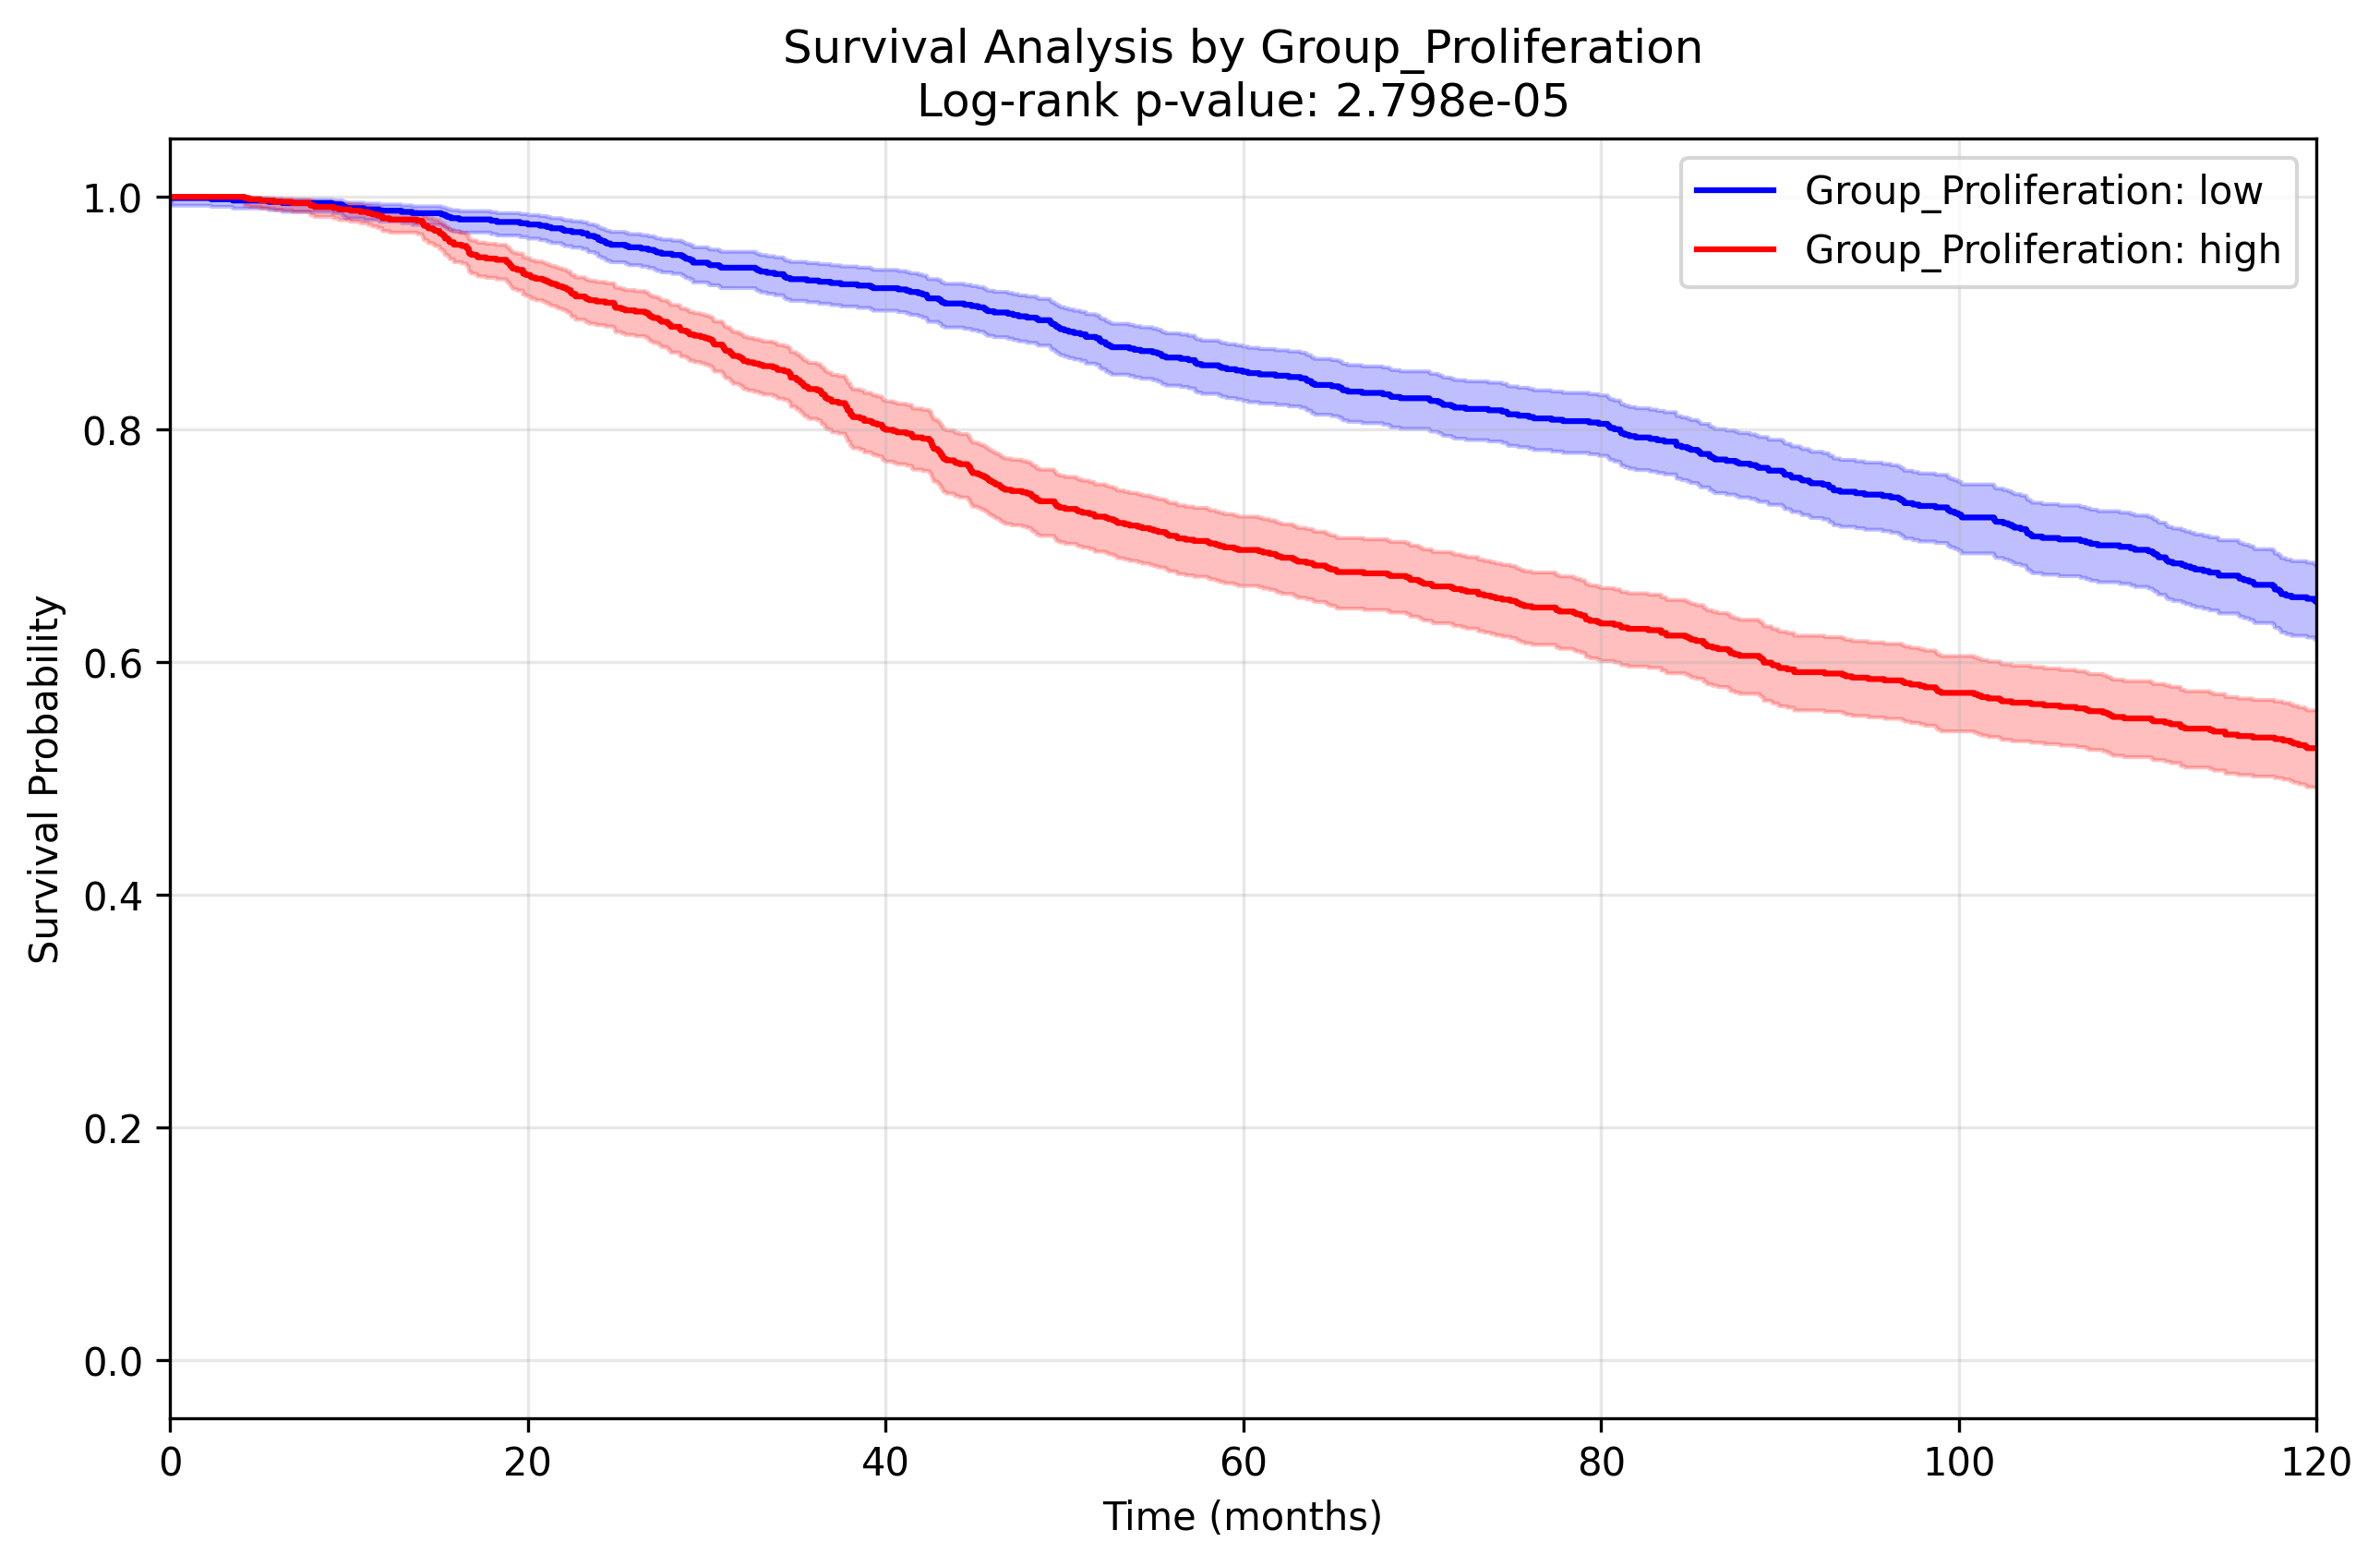 Survival Analysis by Group_Proliferation
Log-rank p-value: 2.798e-05
Group_Proliferation: low
Group_Proliferation: high
Survival Probability
1.0
0.8
0.6
0.4
0.2
0.0
0 20 40 60 80 100 120
Time (months)